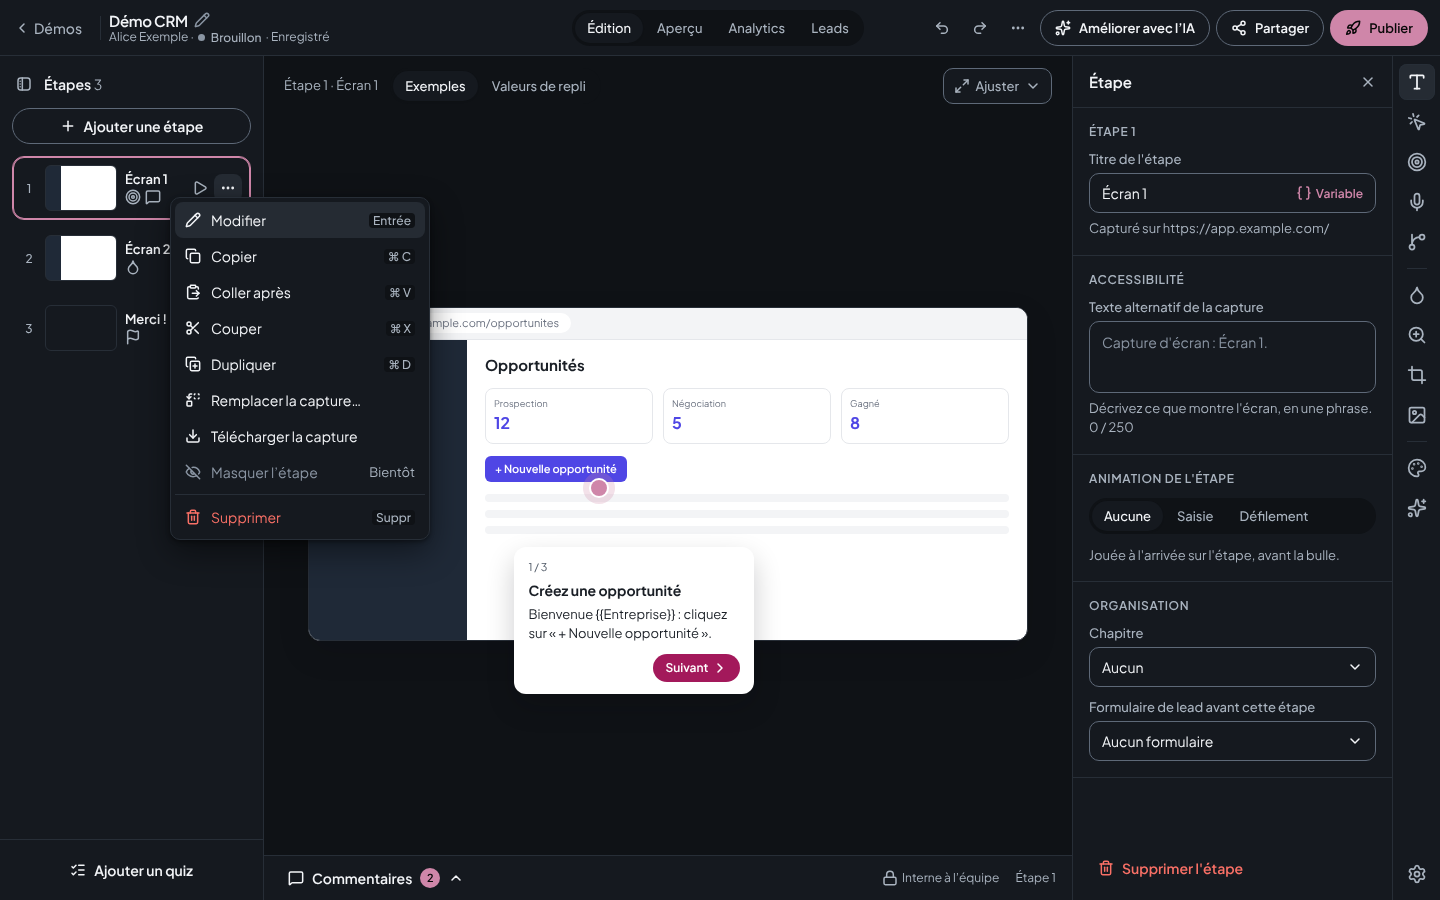 Démos
Démo CRM
Alice Exemple · Brouillon · Enregistré
Édition
Aperçu
Analytics
Leads
Améliorer avec l'IA
Partager
Publier
Étapes 3
Ajouter une étape
1
Écran 1
2
Écran 2
3
Merci !
Modifier Entrée
Copier ⌘ C
Coller après ⌘ V
Couper ⌘ X
Dupliquer ⌘ D
Remplacer la capture…
Télécharger la capture
Masquer l'étape Bientôt
Supprimer Suppr
Ajouter un quiz
Étape 1 · Écran 1
Exemples
Valeurs de repli
Ajuster
mple.com/opportunites
Opportunités
Prospection
12
Négociation
5
Gagné
8
+ Nouvelle opportunité
1 / 3
Créez une opportunité
Bienvenue {{Entreprise}} : cliquez
sur « + Nouvelle opportunité ».
Suivant
Commentaires 2
Interne à l'équipe
Étape 1
Étape
ÉTAPE 1
Titre de l'étape
Écran 1
{ } Variable
Capturé sur https://app.example.com/
ACCESSIBILITÉ
Texte alternatif de la capture
Capture d'écran : Écran 1.
Décrivez ce que montre l'écran, en une phrase.
0 / 250
ANIMATION DE L'ÉTAPE
Aucune
Saisie
Défilement
Jouée à l'arrivée sur l'étape, avant la bulle.
ORGANISATION
Chapitre
Aucun
Formulaire de lead avant cette étape
Aucun formulaire
Supprimer l'étape